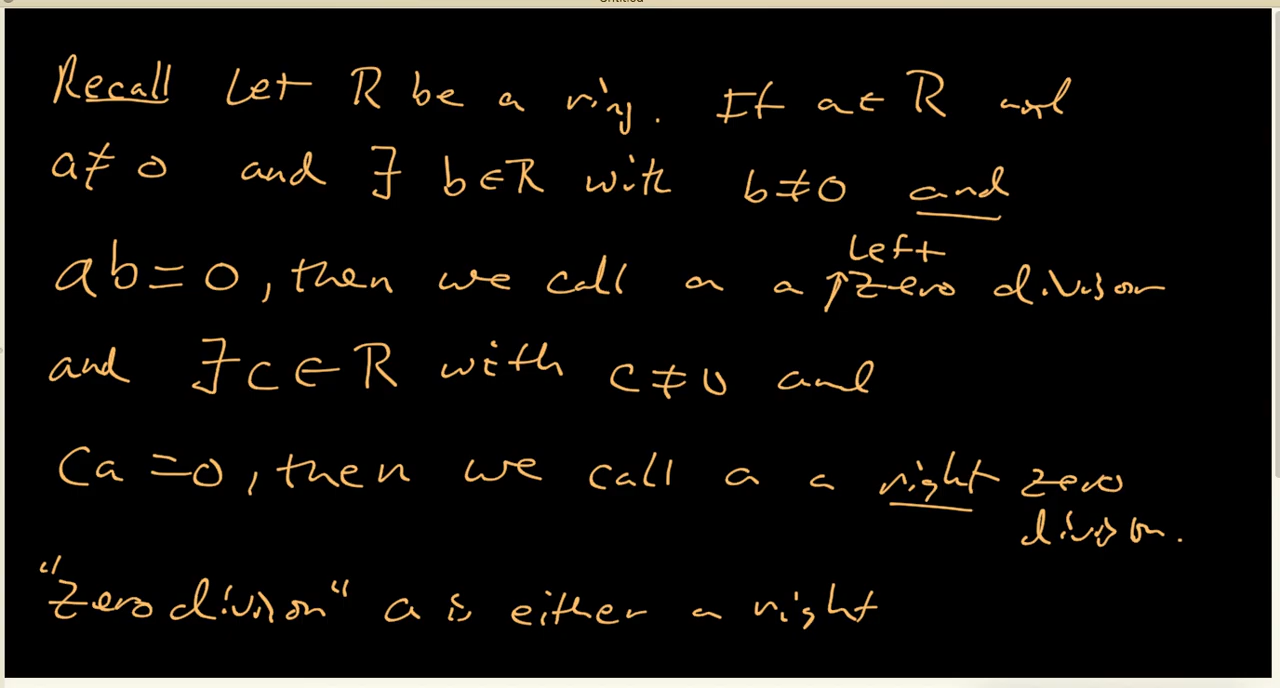 Untitled
Recall Let R be a ring. If a ∈ R and
a ≠ 0 and ∃ b ∈ R with b ≠ 0 and
Left
ab = 0, then we call a a ↑ zero divisor
and ∃ c ∈ R with c ≠ 0 and
Ca = 0, then we call a a right zero
divisor.
"Zero divisor" a is either a right